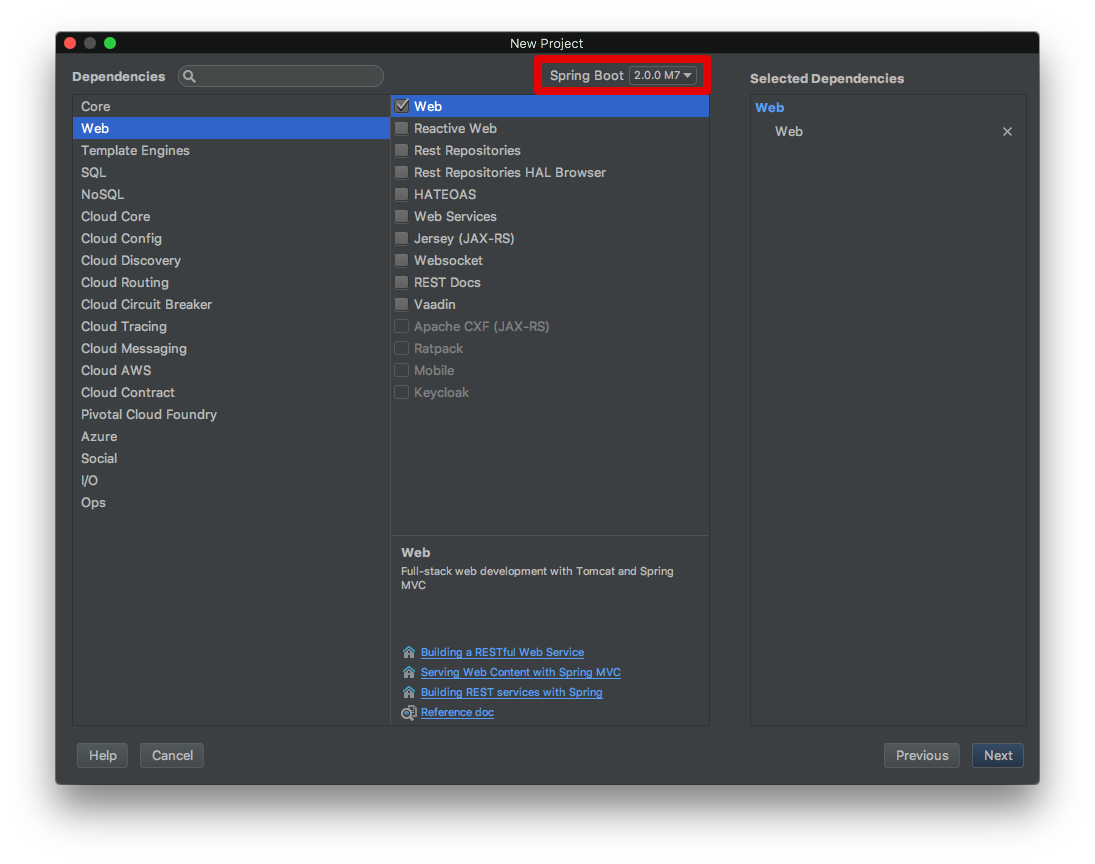 New Project
Dependencies
Spring Boot 2.0.0 M7
Selected Dependencies
Core
Web
Template Engines
SQL
NoSQL
Cloud Core
Cloud Config
Cloud Discovery
Cloud Routing
Cloud Circuit Breaker
Cloud Tracing
Cloud Messaging
Cloud AWS
Cloud Contract
Pivotal Cloud Foundry
Azure
Social
I/O
Ops
Web
Reactive Web
Rest Repositories
Rest Repositories HAL Browser
HATEOAS
Web Services
Jersey (JAX-RS)
Websocket
REST Docs
Vaadin
Apache CXF (JAX-RS)
Ratpack
Mobile
Keycloak
Web
Full-stack web development with Tomcat and Spring
MVC
Building a RESTful Web Service
Serving Web Content with Spring MVC
Building REST services with Spring
Reference doc
Web
Web
Help
Cancel
Previous
Next